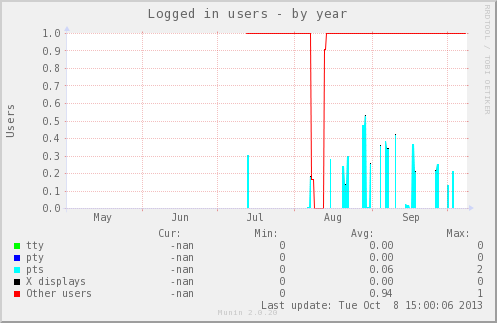 Logged in users - by year
RRDTOOL / TOBI OETIKER
Users
1.0
0.9
0.8
0.7
0.6
0.5
0.4
0.3
0.2
0.1
0.0
May Jun Jul Aug Sep
Cur: Min: Avg: Max:
tty -nan 0 0.00 0
pty -nan 0 0.00 0
pts -nan 0 0.06 2
X displays -nan 0 0.00 0
Other users -nan 0 0.94 1
Last update: Tue Oct 8 15:00:06 2013
Munin 2.0.20